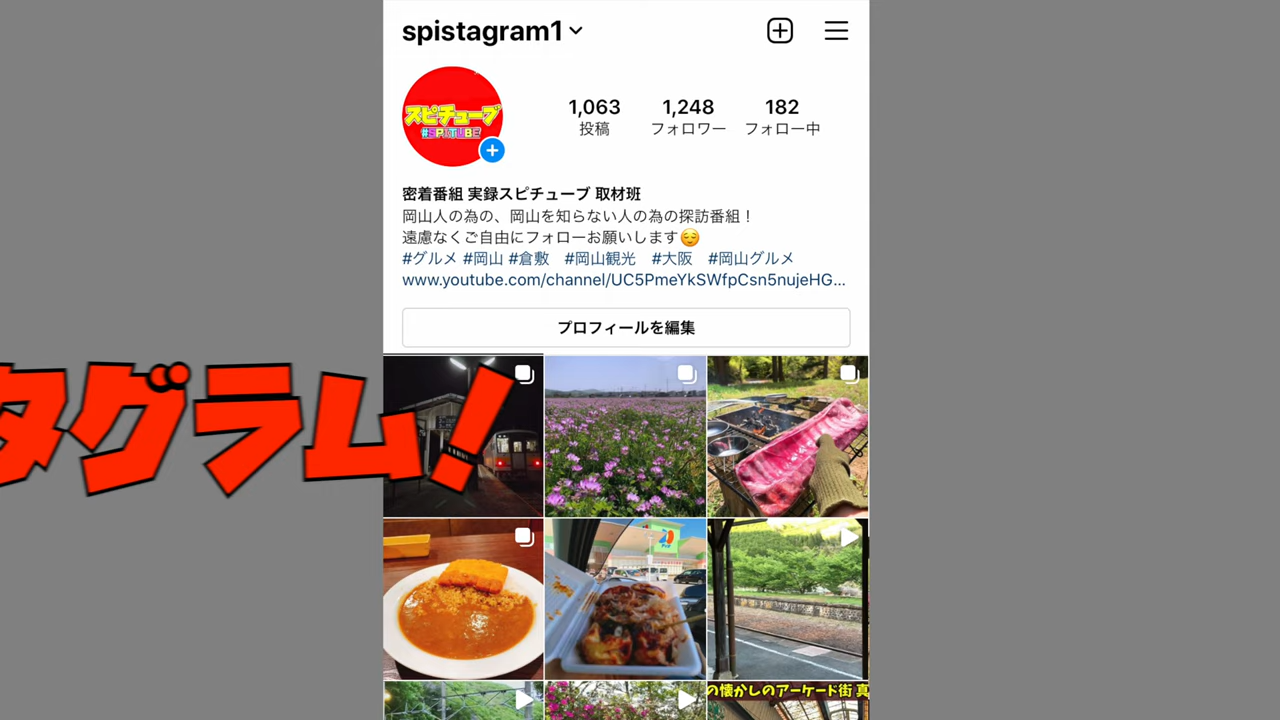 spistagram1
スピチューブ
#SPITUBE
1,063
投稿
1,248
フォロワー
182
フォロー中
密着番組 実録スピチューブ 取材班
岡山人の為の、岡山を知らない人の為の探訪番組！
遠慮なくご自由にフォローお願いします😌
#グルメ #岡山 #倉敷　#岡山観光　#大阪　#岡山グルメ
www.youtube.com/channel/UC5PmeYkSWfpCsn5nujeHG...
プロフィールを編集
タグラム！
の懐かしのアーケード街 真